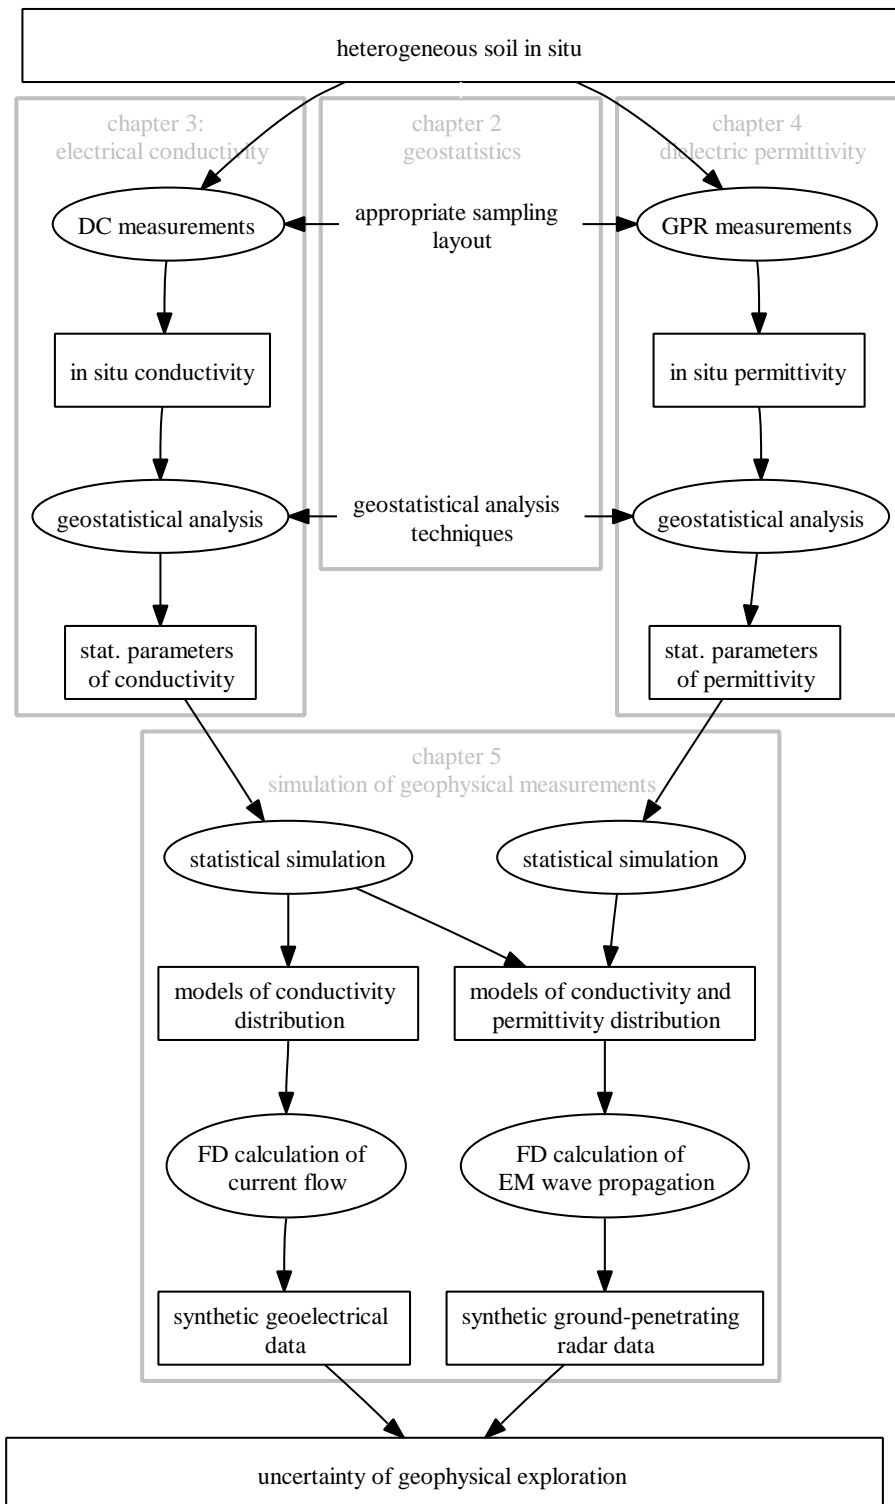 heterogeneous soil in situ
chapter 3:
electrical conductivity
chapter 2
geostatistics
chapter 4
dielectric permittivity
DC measurements
appropriate sampling
layout
GPR measurements
in situ conductivity
in situ permittivity
geostatistical analysis
geostatistical analysis
techniques
geostatistical analysis
stat. parameters
of conductivity
stat. parameters
of permittivity
chapter 5
simulation of geophysical measurements
statistical simulation
statistical simulation
models of conductivity
distribution
models of conductivity and
permittivity distribution
FD calculation of
current flow
FD calculation of
EM wave propagation
synthetic geoelectrical
data
synthetic ground-penetrating
radar data
uncertainty of geophysical exploration